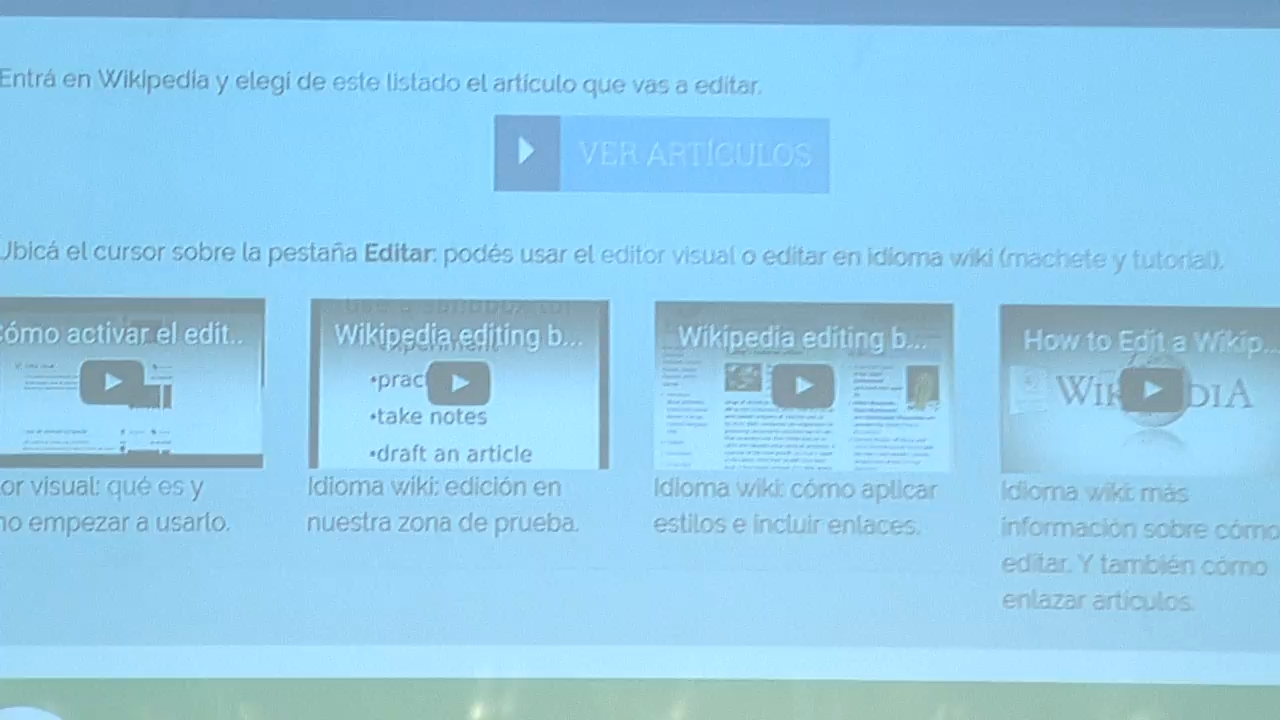 Entrá en Wikipedia y elegí de este listado el artículo que vas a editar.
VER ARTÍCULOS
Ubicá el cursor sobre la pestaña Editar: podés usar el editor visual o editar en idioma wiki (machete y tutorial).
Cómo activar el edit...
or visual: qué es y
no empezar a usarlo.
Wikipedia editing b...
•prac
•take notes
•draft an article
Idioma wiki: edición en
nuestra zona de prueba.
Wikipedia editing b...
Idioma wiki: cómo aplicar
estilos e incluir enlaces.
How to Edit a Wikip...
WIK DIA
Idioma wiki: más
información sobre cómo
editar. Y también cómo
enlazar artículos.